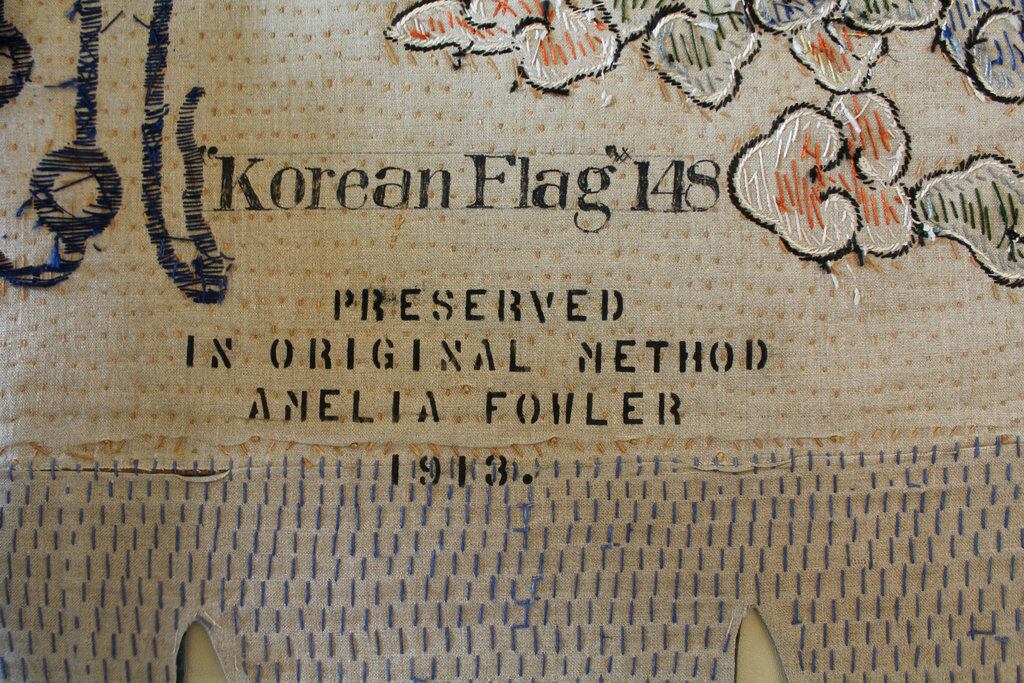 "Korean Flag" 148
PRESERVED
IN ORIGINAL METHOD
AMELIA FOWLER
1913.